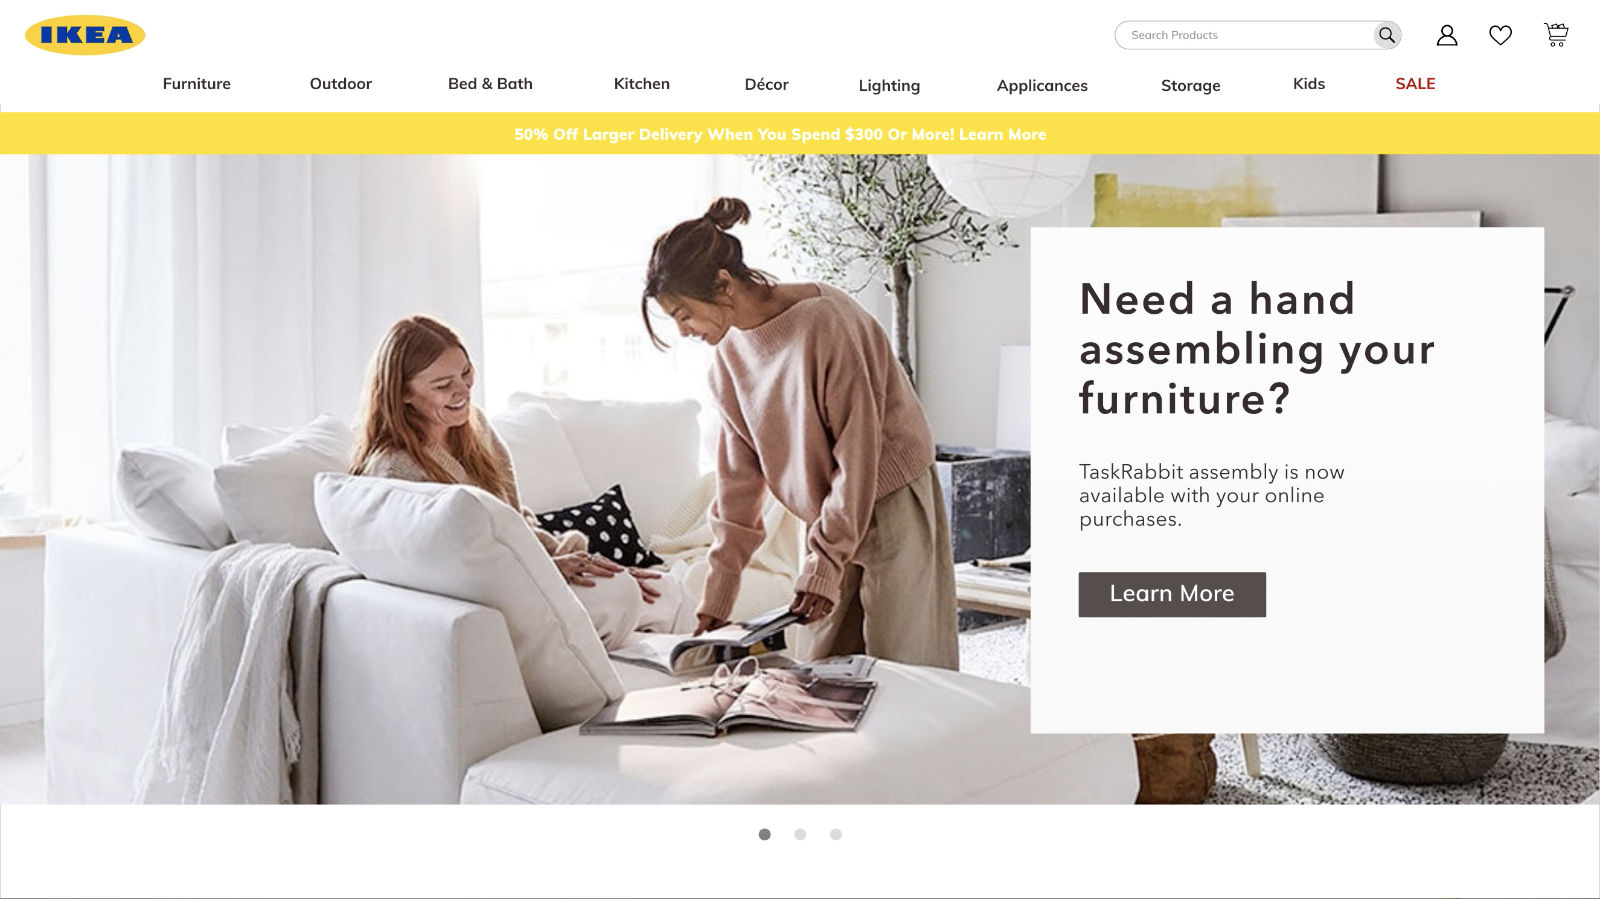 IKEA
Search Products
Furniture
Outdoor
Bed & Bath
Kitchen
Décor
Lighting
Applicances
Storage
Kids
SALE
50% Off Larger Delivery When You Spend $300 Or More! Learn More
Need a hand
assembling your
furniture?
TaskRabbit assembly is now
available with your online
purchases.
Learn More